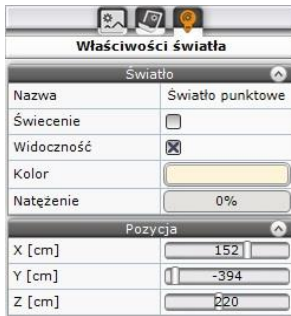 Właściwości światła
Światło
Nazwa Światło punktowe
Świecenie
Widoczność
Kolor
Natężenie 0%
Pozycja
X [cm] 152
Y [cm] -394
Z [cm] 220